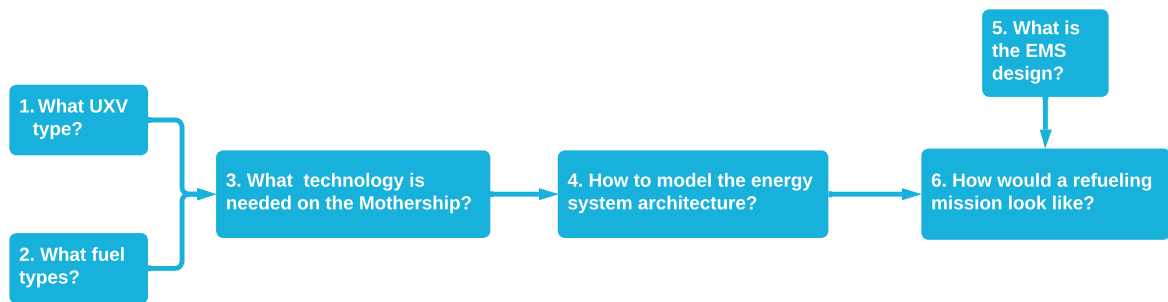 1. What UXV
type?
2. What fuel
types?
3. What  technology is
needed on the Mothership?
4. How to model the energy
system architecture?
5. What is
the EMS
design?
6. How would a refueling
mission look like?